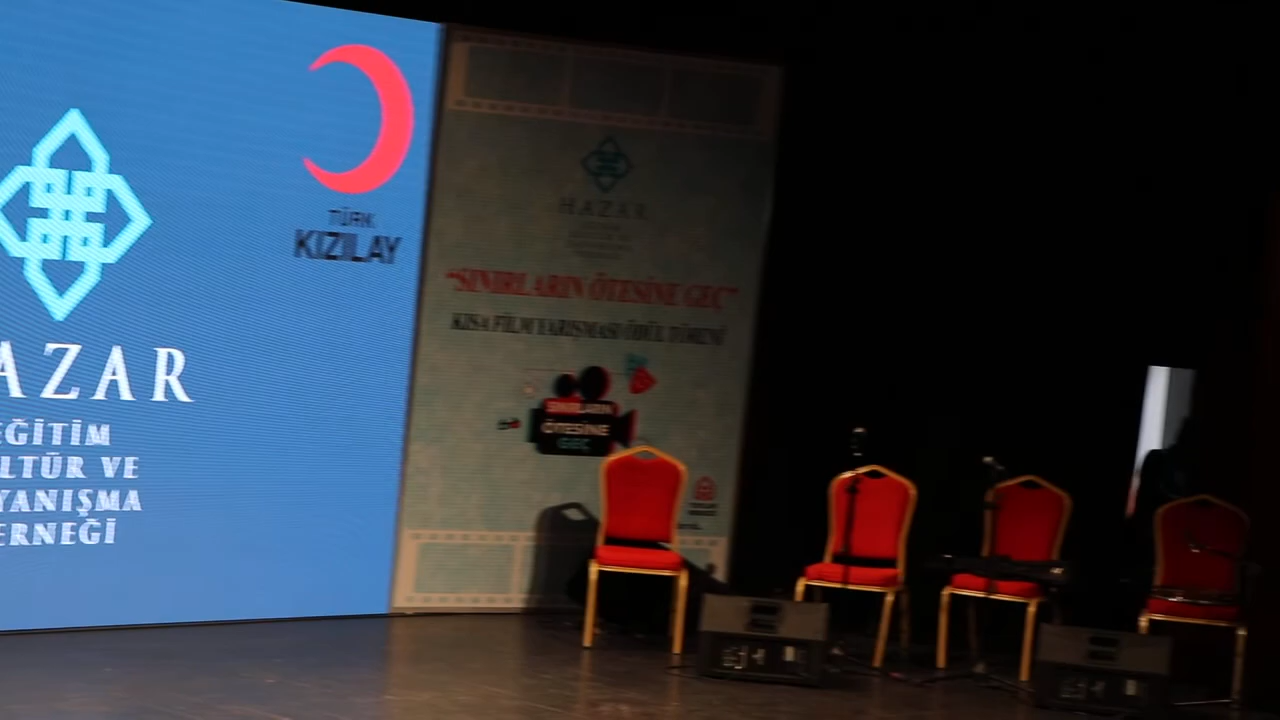 TÜRK
KIZILAY
AZAR
EĞİTİM
LTÜR VE
YANIŞMA
ERNEĞİ
HAZAR
"SINIRLARIN ÖTESİNE GEÇ"
KISA FİLM YARIŞMASI ÖDÜL TÖRENİ
SINIRLARIN
ÖTESİNE
GEÇ